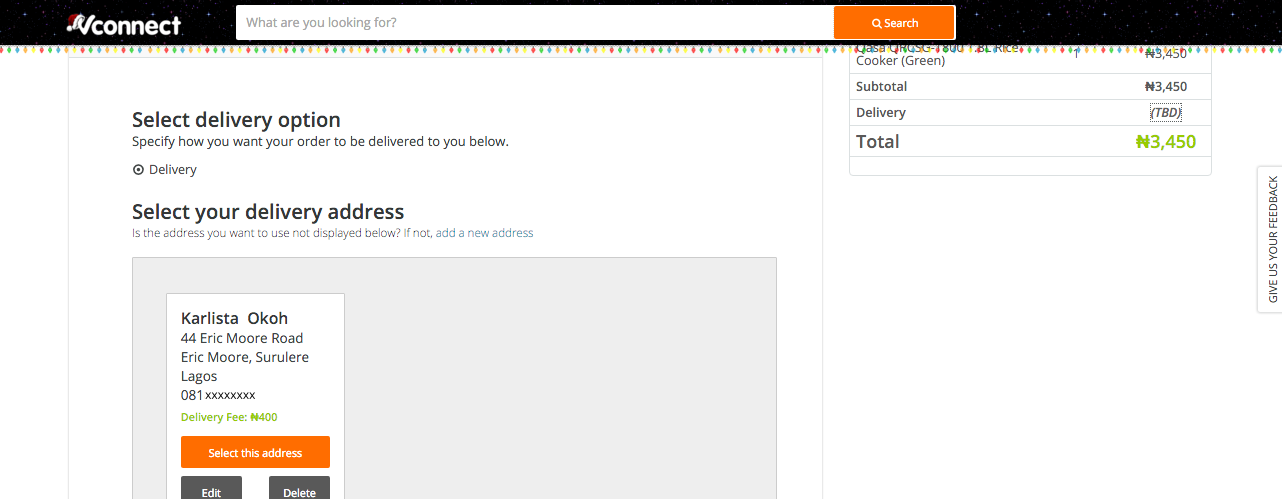 Vconnect
What are you looking for?
Search
Qasa QRCSG-1800 1.8L Rice
Cooker (Green) 1 ₦3,450
Subtotal ₦3,450
Delivery (TBD)
Total ₦3,450
Select delivery option
Specify how you want your order to be delivered to you below.
Delivery
Select your delivery address
Is the address you want to use not displayed below? If not, add a new address
Karlista Okoh
44 Eric Moore Road
Eric Moore, Surulere
Lagos
081xxxxxxxx
Delivery Fee: ₦400
Select this address
Edit Delete
GIVE US YOUR FEEDBACK